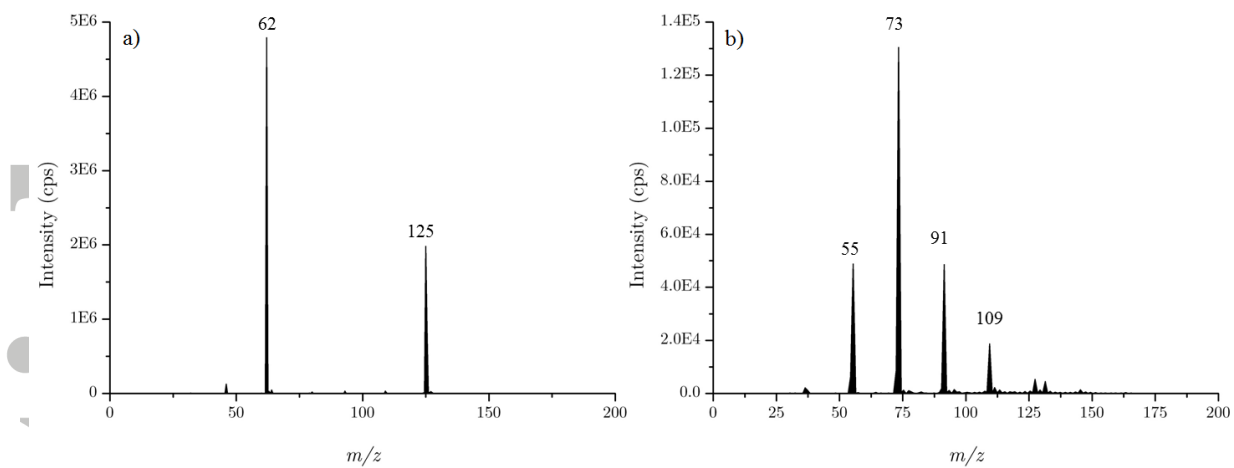 a)
62
125
5E6
4E6
3E6
2E6
1E6
0
Intensity (cps)
0 50 100 150 200
m/z
b)
73
55
91
109
1.4E5
1.2E5
1.0E5
8.0E4
6.0E4
4.0E4
2.0E4
0.0
Intensity (cps)
0 25 50 75 100 125 150 175 200
m/z